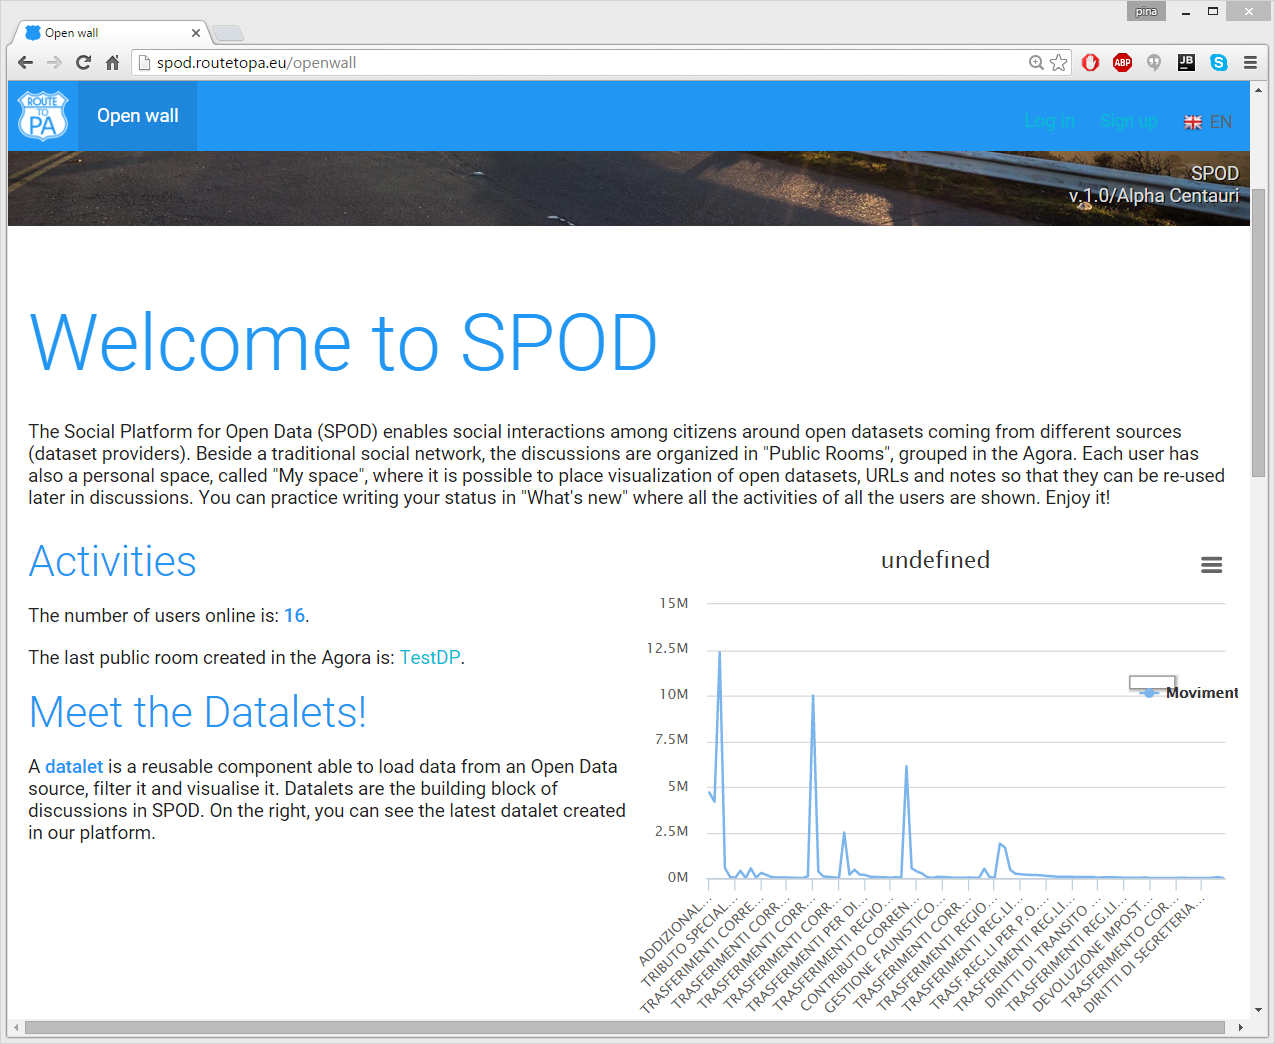 pina
Open wall
spod.routetopa.eu/openwall
ABP
JB
ROUTE
TO
PA
Open wall
Log in
Sign up
EN
SPOD
v.1.0/Alpha Centauri
Welcome to SPOD
The Social Platform for Open Data (SPOD) enables social interactions among citizens around open datasets coming from different sources
(dataset providers). Beside a traditional social network, the discussions are organized in "Public Rooms", grouped in the Agora. Each user has
also a personal space, called "My space", where it is possible to place visualization of open datasets, URLs and notes so that they can be re-used
later in discussions. You can practice writing your status in "What's new" where all the activities of all the users are shown. Enjoy it!
Activities
The number of users online is: 16.
The last public room created in the Agora is: TestDP.
Meet the Datalets!
A datalet is a reusable component able to load data from an Open Data
source, filter it and visualise it. Datalets are the building block of
discussions in SPOD. On the right, you can see the latest datalet created
in our platform.
undefined
15M
12.5M
10M
7.5M
5M
2.5M
0M
Moviment
ADDIZIONAL...
TRIBUTO SPECIAL...
TRASFERIMENTI CORRE...
TRASFERIMENTI CORR...
TRASFERIMENTI CORR...
TRASFERIMENTI CORR...
TRASFERIMENTI PER DI...
TRASFERIMENTI REGIO...
CONTRIBUTO CORREN...
GESTIONE FAUNISTICO...
TRASFERIMENTI CORR...
TRASFERIMENTI REGIO...
TRASFERIMENTI REG.LI...
TRASF.REG.LI PER P.O....
TRASFERIMENTI REG.LI...
DIRITTI DI TRANSITO ...
TRASFERIMENTI REG.LI...
DEVOLUZIONE IMPOST...
TRASFERIMENTO COR...
DIRITTI DI SEGRETERIA...